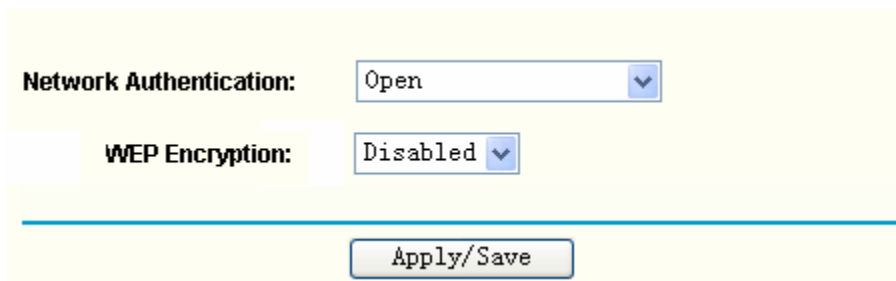 Network Authentication: Open
WEP Encryption: Disabled
Apply/Save